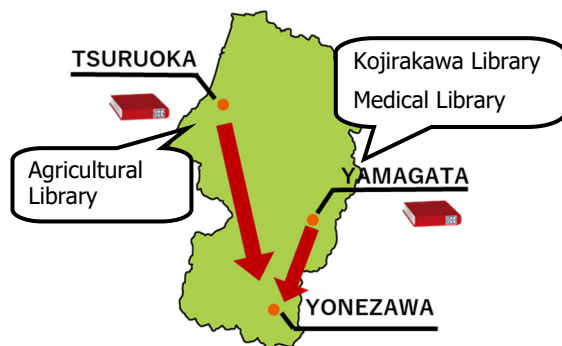 TSURUOKA
Kojirakawa Library
Medical Library
Agricultural
Library
YAMAGATA
YONEZAWA